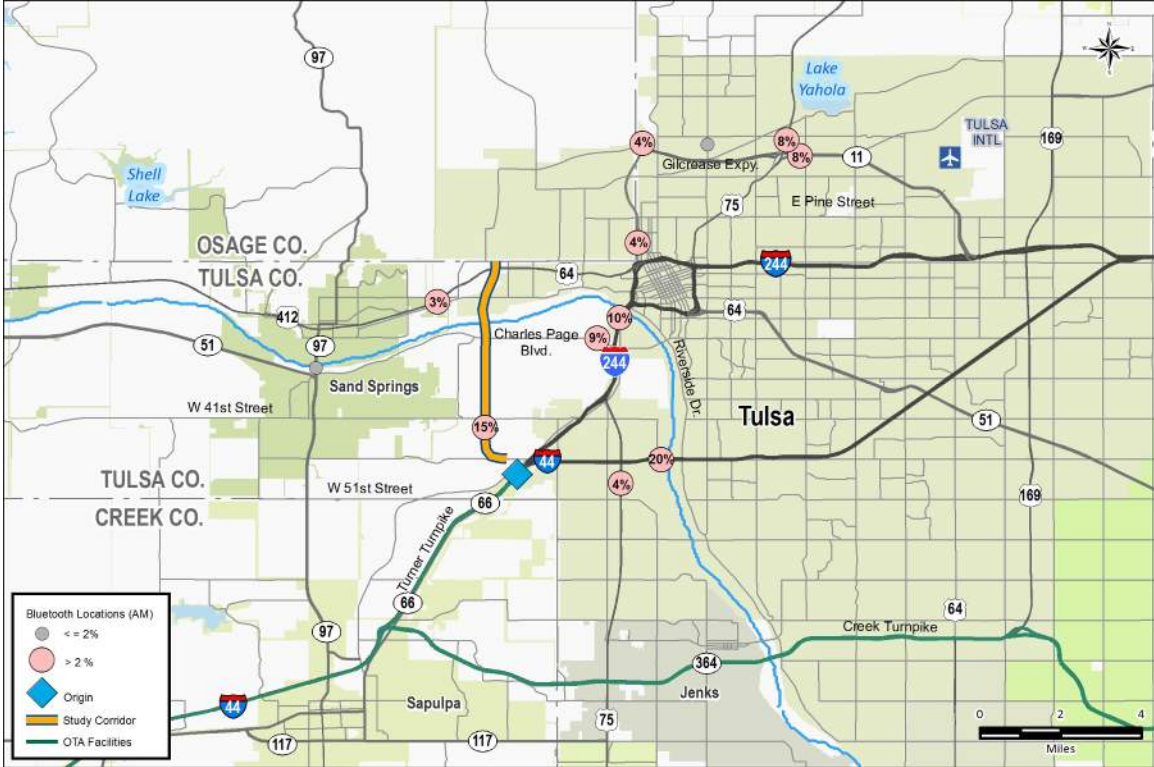 97
Lake
Yahola
TULSA
INTL
169
4%
8%
8%
11
Gilcrease Expy.
Shell
Lake
75
E Pine Street
OSAGE CO.
TULSA CO.
4%
64
244
3%
412
10%
64
51
97
Charles Page
Blvd.
9%
244
Riverside Dr.
Sand Springs
W 41st Street
Tulsa
51
15%
44
20%
TULSA CO.
CREEK CO.
W 51st Street
66
4%
169
Turner Turnpike
66
64
97
Creek Turnpike
364
Jenks
Sapulpa
44
75
117
117
Bluetooth Locations (AM)
< = 2%
> 2 %
Origin
Study Corridor
OTA Facilities
0 2 4
Miles